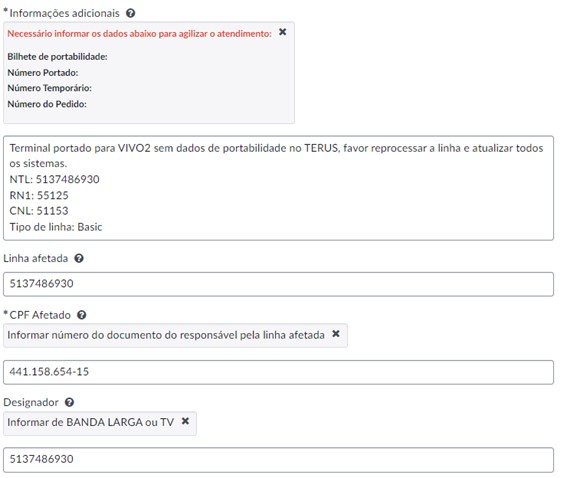 * Informações adicionais
Necessário informar os dados abaixo para agilizar o atendimento:
Bilhete de portabilidade:
Número Portado:
Número Temporário:
Número do Pedido:
Terminal portado para VIVO2 sem dados de portabilidade no TERUS, favor reprocessar a linha e atualizar todos
os sistemas.
NTL: 5137486930
RN1: 55125
CNL: 51153
Tipo de linha: Basic
Linha afetada
5137486930
* CPF Afetado
Informar número do documento do responsável pela linha afetada
441.158.654-15
Designador
Informar de BANDA LARGA ou TV
5137486930